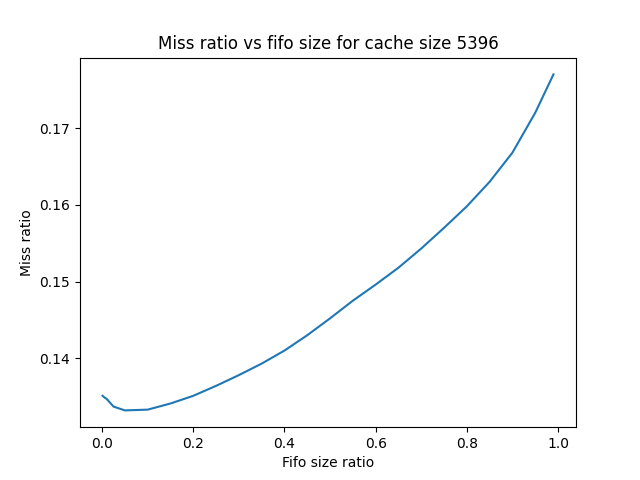 Miss ratio vs fifo size for cache size 5396
0.17
0.16
0.15
0.14
Miss ratio
0.0 0.2 0.4 0.6 0.8 1.0
Fifo size ratio